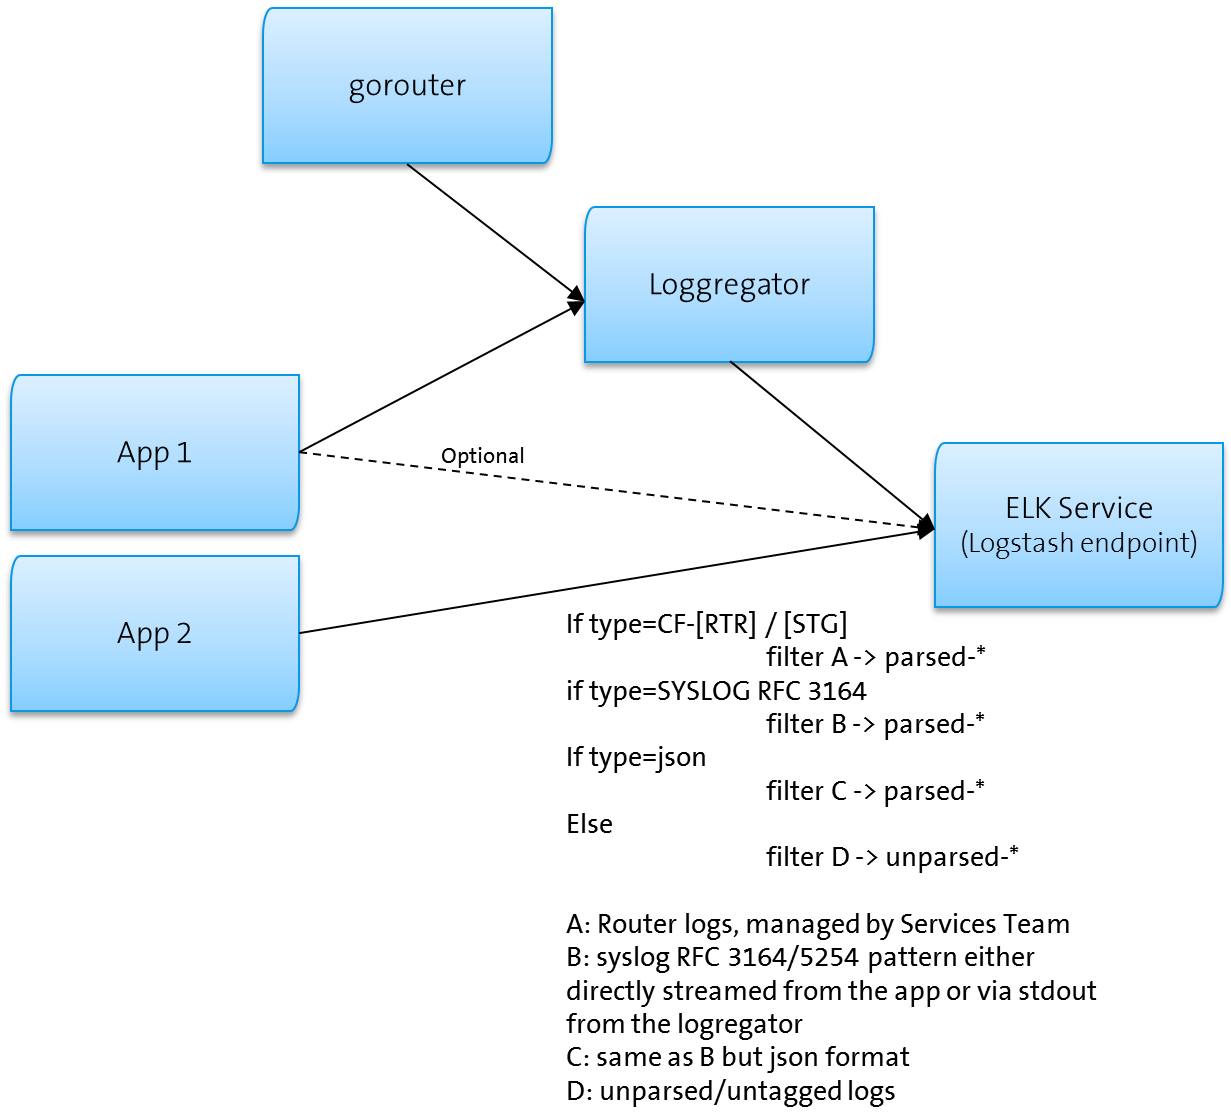 gorouter
Loggregator
App 1
Optional
ELK Service
(Logstash endpoint)
App 2
If type=CF-[RTR] / [STG]
filter A -> parsed-*
if type=SYSLOG RFC 3164
filter B -> parsed-*
If type=json
filter C -> parsed-*
Else
filter D -> unparsed-*
A: Router logs, managed by Services Team
B: syslog RFC 3164/5254 pattern either
directly streamed from the app or via stdout
from the logregator
C: same as B but json format
D: unparsed/untagged logs